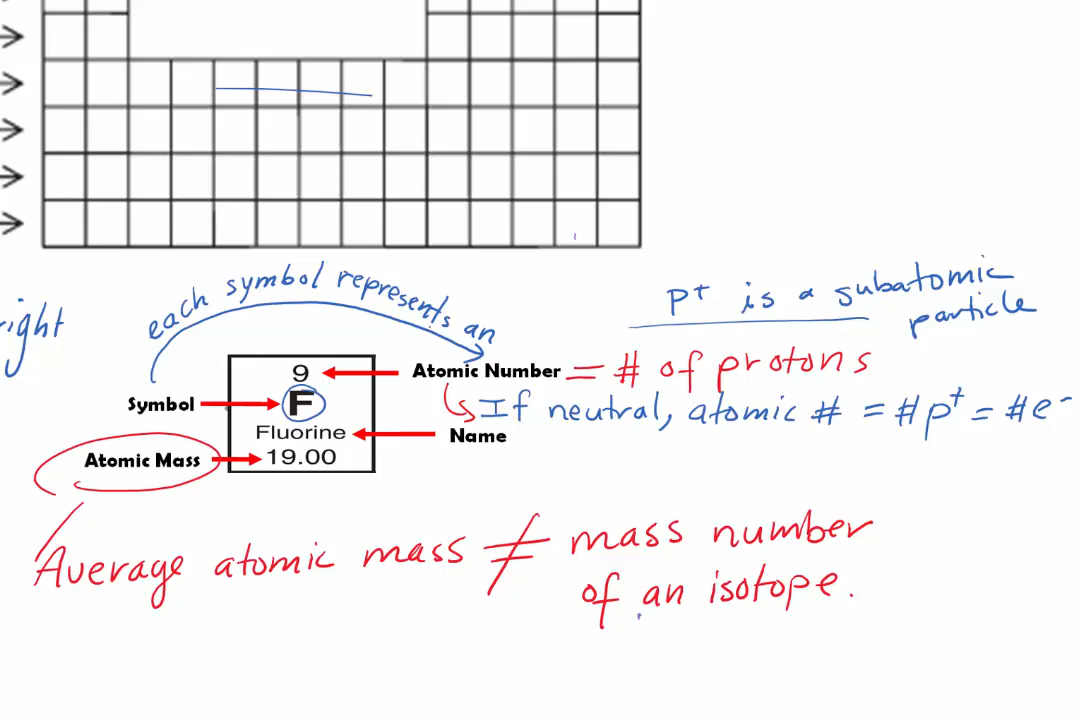 each symbol represents an
p+ is a subatomic
particle
right
9
Atomic Number = # of protons
Symbol
F
If neutral, atomic # = #p+ = #e-
Fluorine
Name
Atomic Mass
19.00
Average atomic mass ≠ mass number
of an isotope.